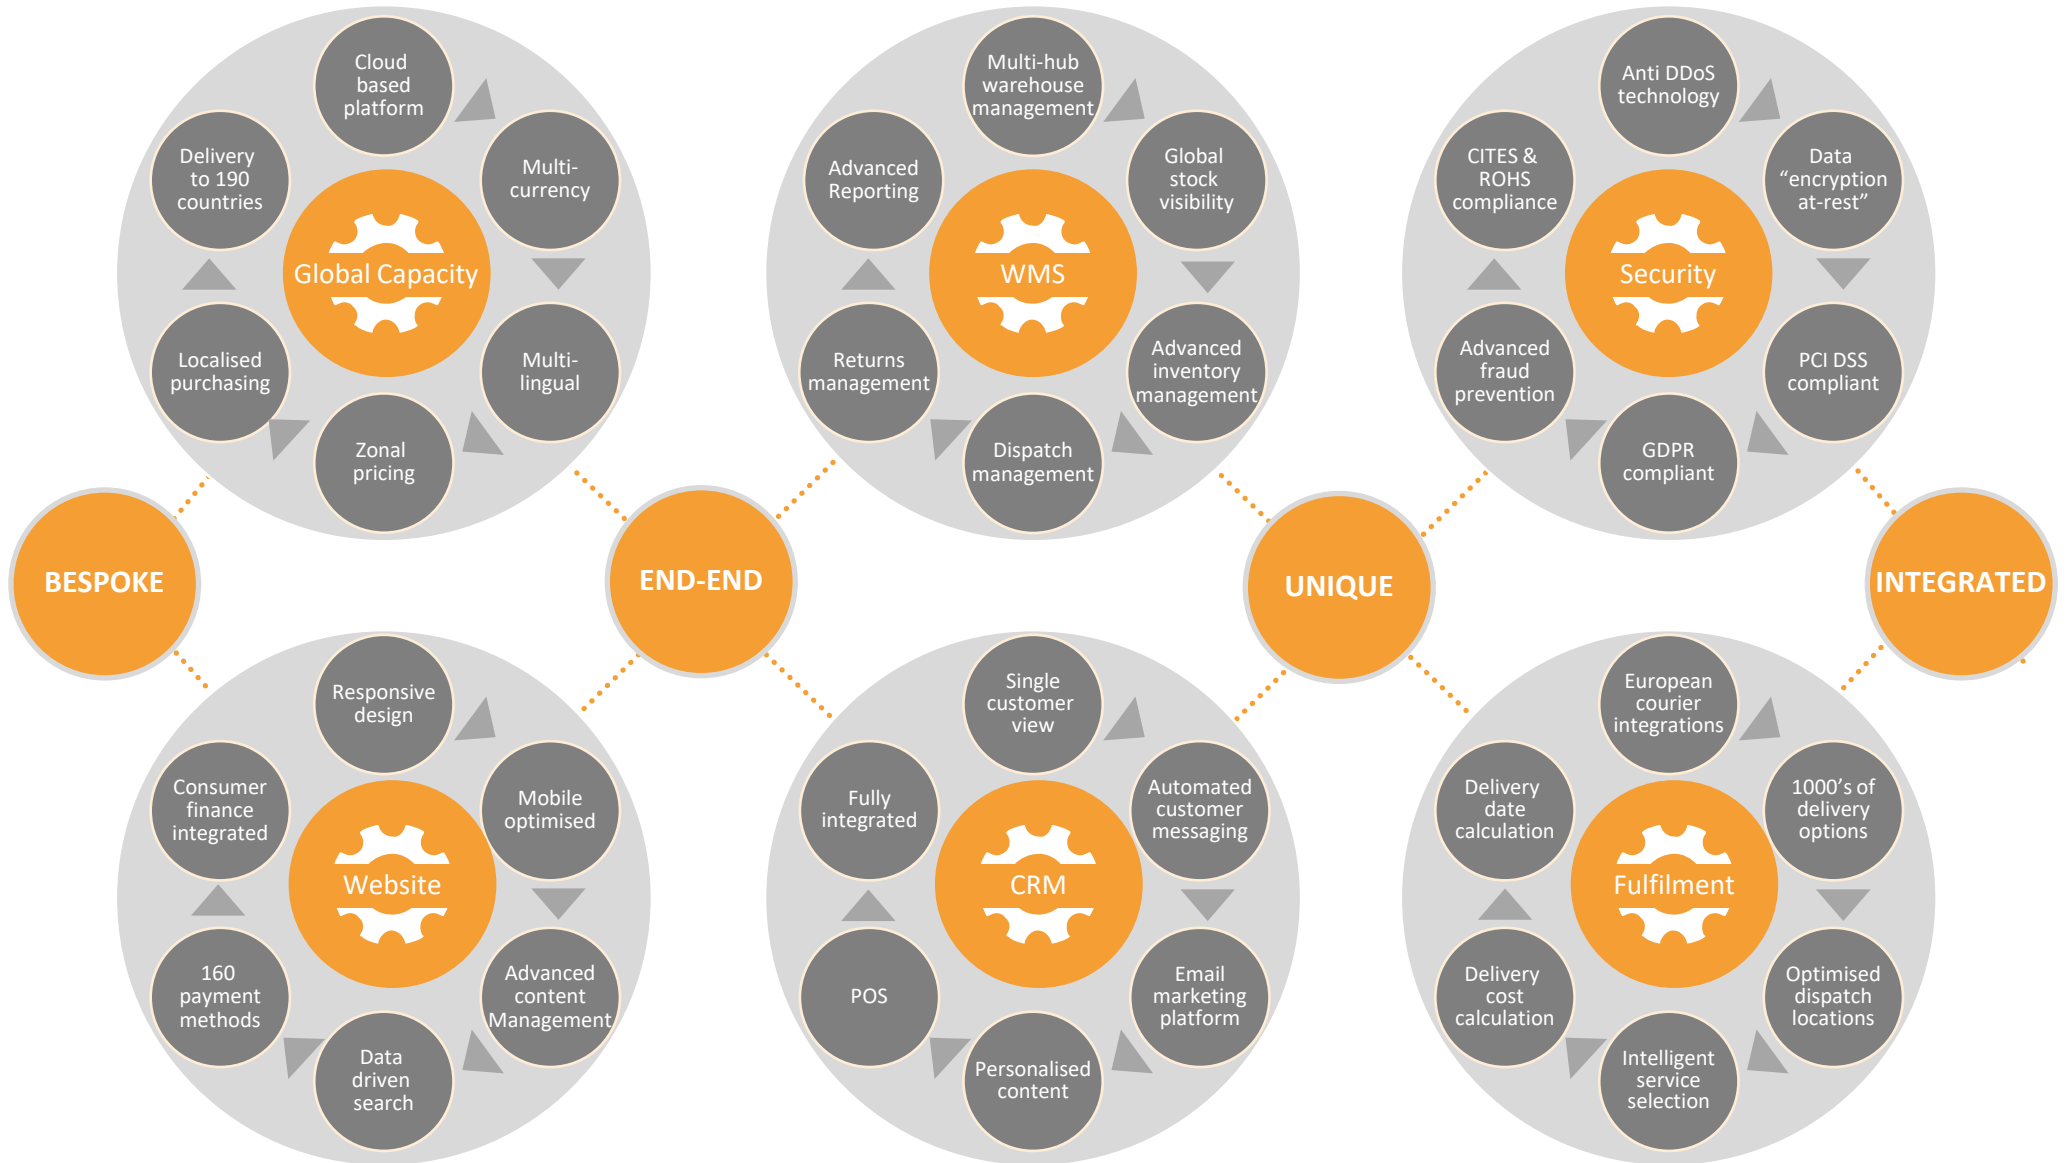 Cloud
based
platform
Multi-
currency
Multi-
lingual
Zonal
pricing
Localised
purchasing
Delivery
to 190
countries
Global Capacity
Multi-hub
warehouse
management
Global
stock
visibility
Advanced
inventory
management
Dispatch
management
Returns
management
Advanced
Reporting
WMS
Anti DDoS
technology
Data
“encryption
at-rest”
PCI DSS
compliant
GDPR
compliant
Advanced
fraud
prevention
CITES &
ROHS
compliance
Security
BESPOKE
END-END
UNIQUE
INTEGRATED
Responsive
design
Mobile
optimised
Advanced
content
Management
Data
driven
search
160
payment
methods
Consumer
finance
integrated
Website
Single
customer
view
Automated
customer
messaging
Email
marketing
platform
Personalised
content
POS
Fully
integrated
CRM
European
courier
integrations
1000’s of
delivery
options
Optimised
dispatch
locations
Intelligent
service
selection
Delivery
cost
calculation
Delivery
date
calculation
Fulfilment